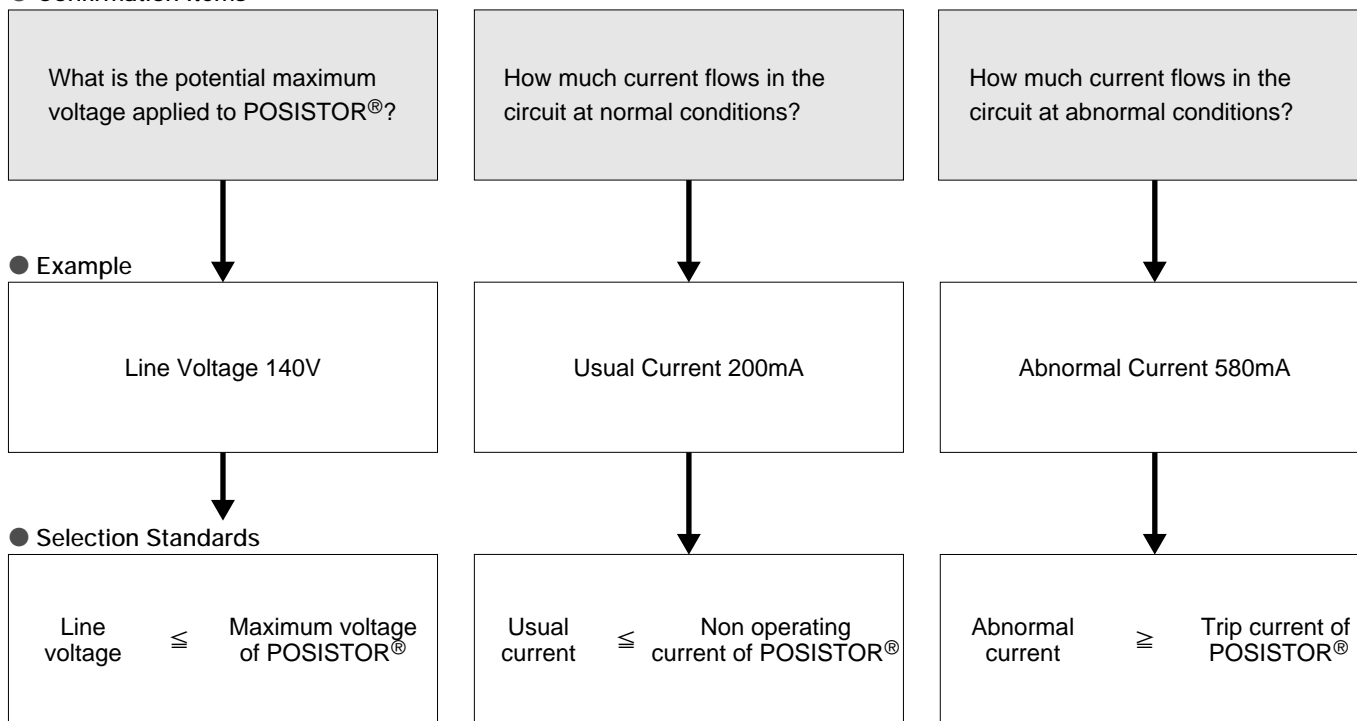 ● Confirmation Items
What is the potential maximum
voltage applied to POSISTOR®?
How much current flows in the
circuit at normal conditions?
How much current flows in the
circuit at abnormal conditions?
● Example
Line Voltage 140V
Usual Current 200mA
Abnormal Current 580mA
● Selection Standards
Line
voltage
≦
Maximum voltage
of POSISTOR®
Usual
current
≦
Non operating
current of POSISTOR®
Abnormal
current
≧
Trip current of
POSISTOR®